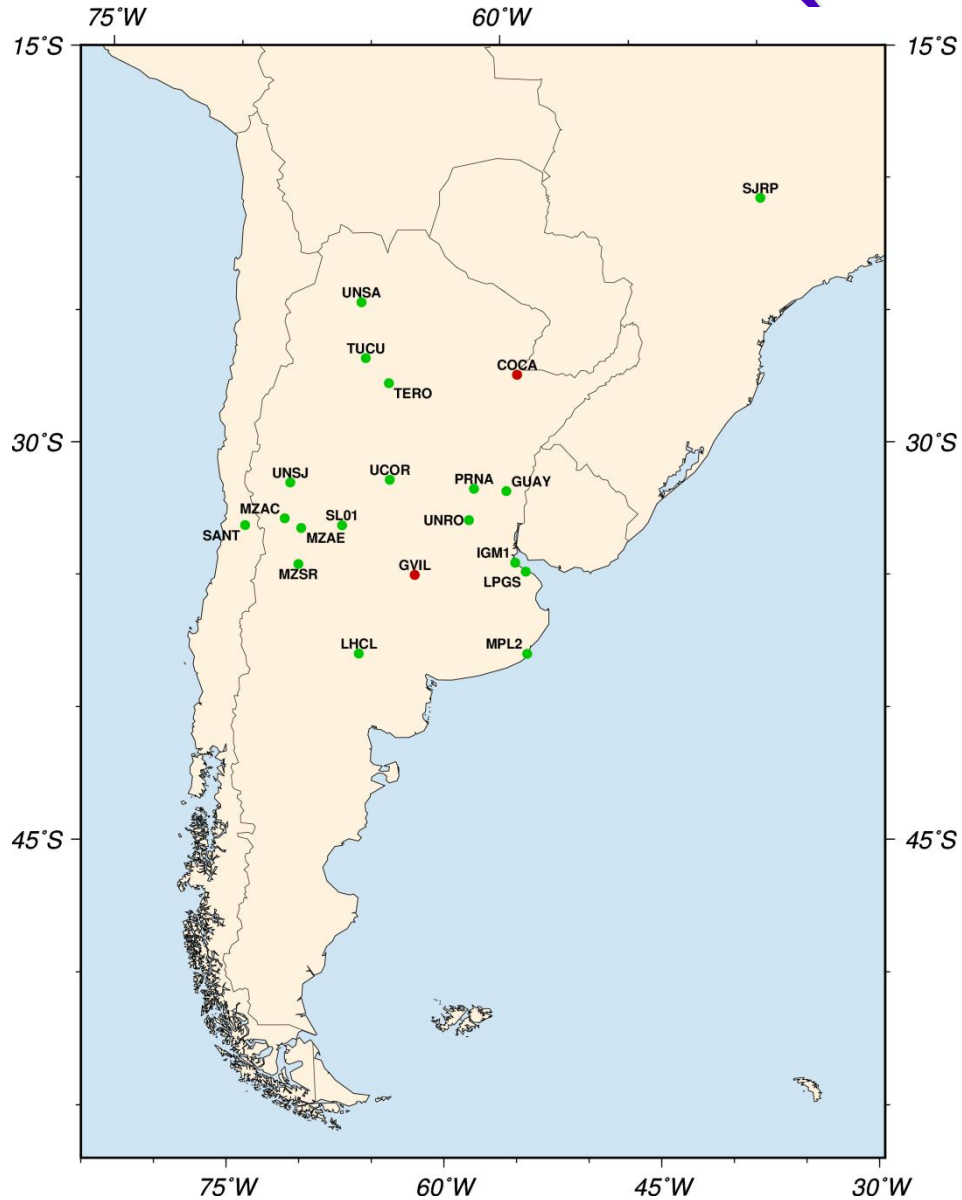 75˚W 60˚W
15˚S 15˚S
SJRP
UNSA
TUCU
COCA
TERO
30˚S 30˚S
UCOR
UNSJ
PRNA GUAY
MZAC SL01
UNRO
SANT MZAE
IGM1
GVIL
MZSR
LPGS
LHCL MPL2
45˚S 45˚S
75˚W 60˚W 45˚W 30˚W